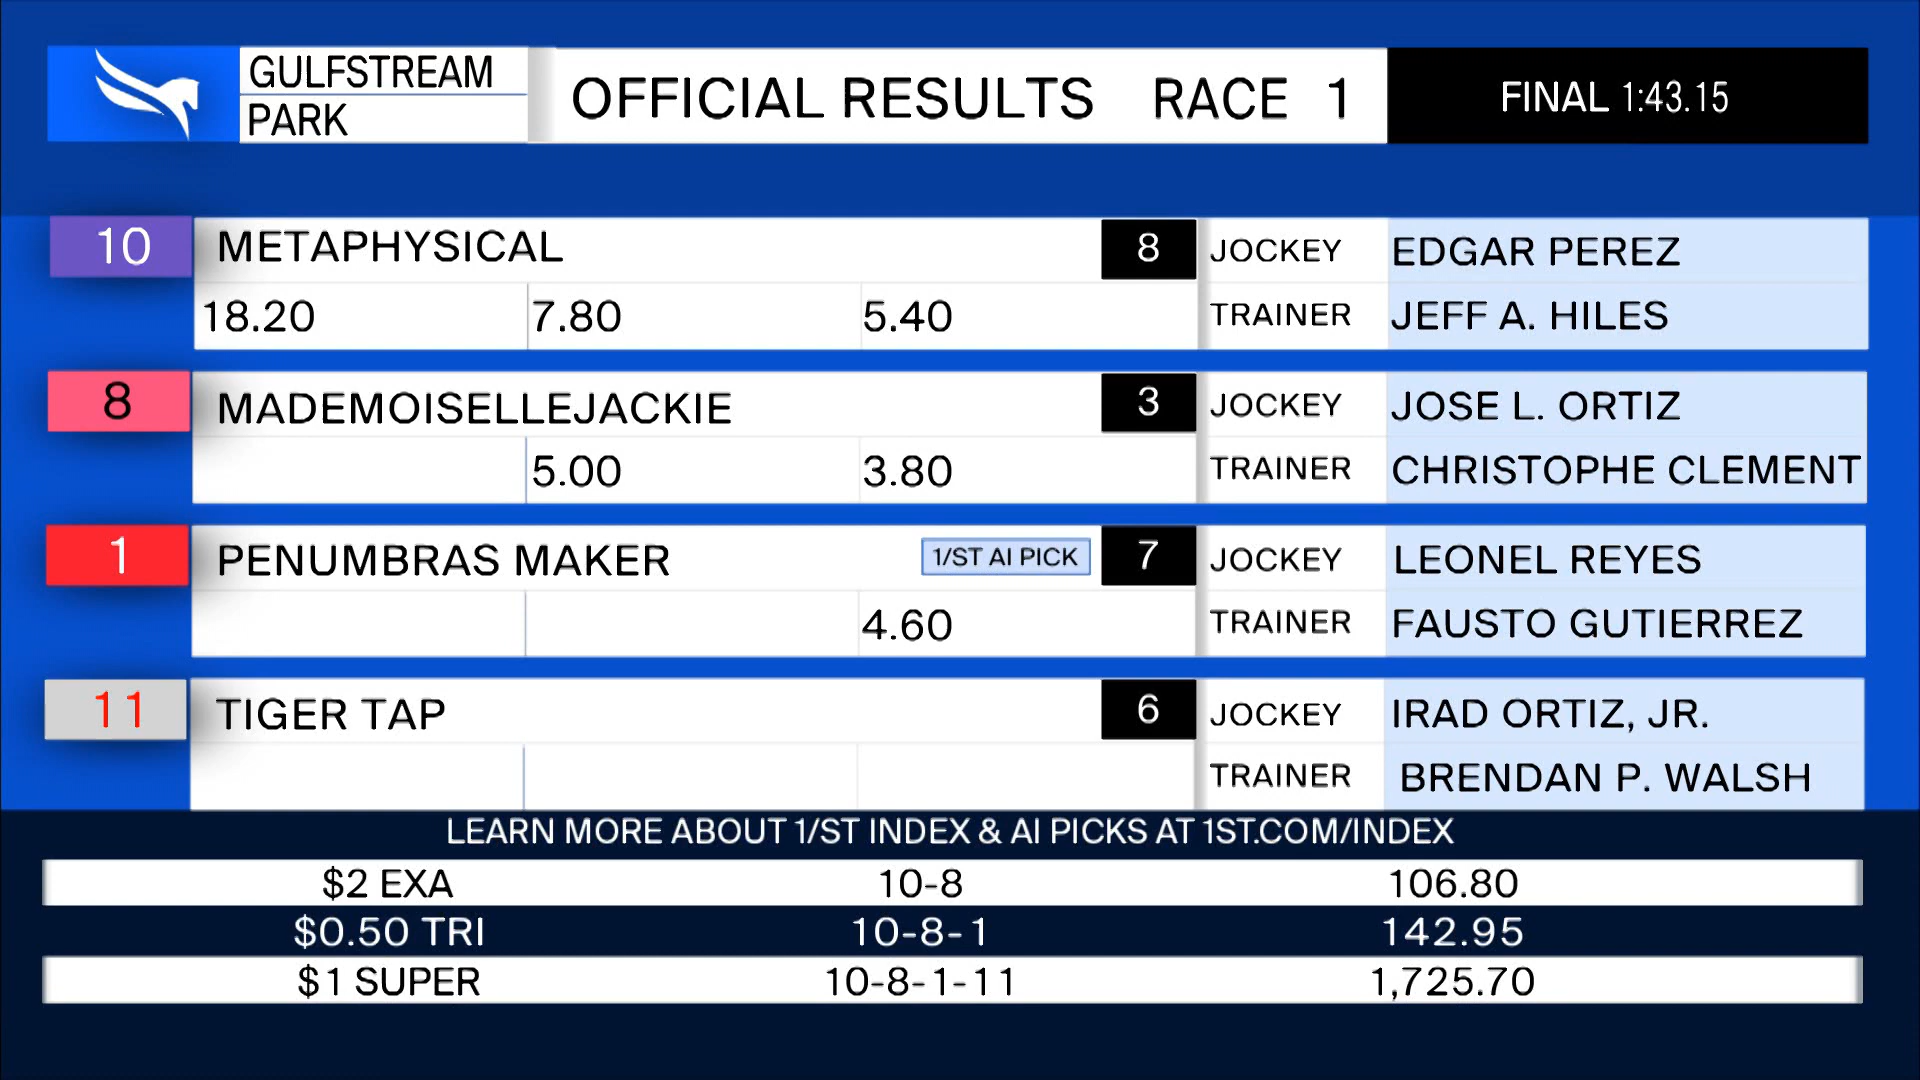 GULFSTREAM
PARK
OFFICIAL RESULTS RACE 1
FINAL 1:43.15
10 METAPHYSICAL 8 JOCKEY EDGAR PEREZ
18.20 7.80 5.40 TRAINER JEFF A. HILES
8 MADEMOISELLEJACKIE 3 JOCKEY JOSE L. ORTIZ
5.00 3.80 TRAINER CHRISTOPHE CLEMENT
1 PENUMBRAS MAKER 1/ST AI PICK 7 JOCKEY LEONEL REYES
4.60 TRAINER FAUSTO GUTIERREZ
11 TIGER TAP 6 JOCKEY IRAD ORTIZ, JR.
TRAINER BRENDAN P. WALSH
LEARN MORE ABOUT 1/ST INDEX & AI PICKS AT 1ST.COM/INDEX
$2 EXA 10-8 106.80
$0.50 TRI 10-8-1 142.95
$1 SUPER 10-8-1-11 1,725.70